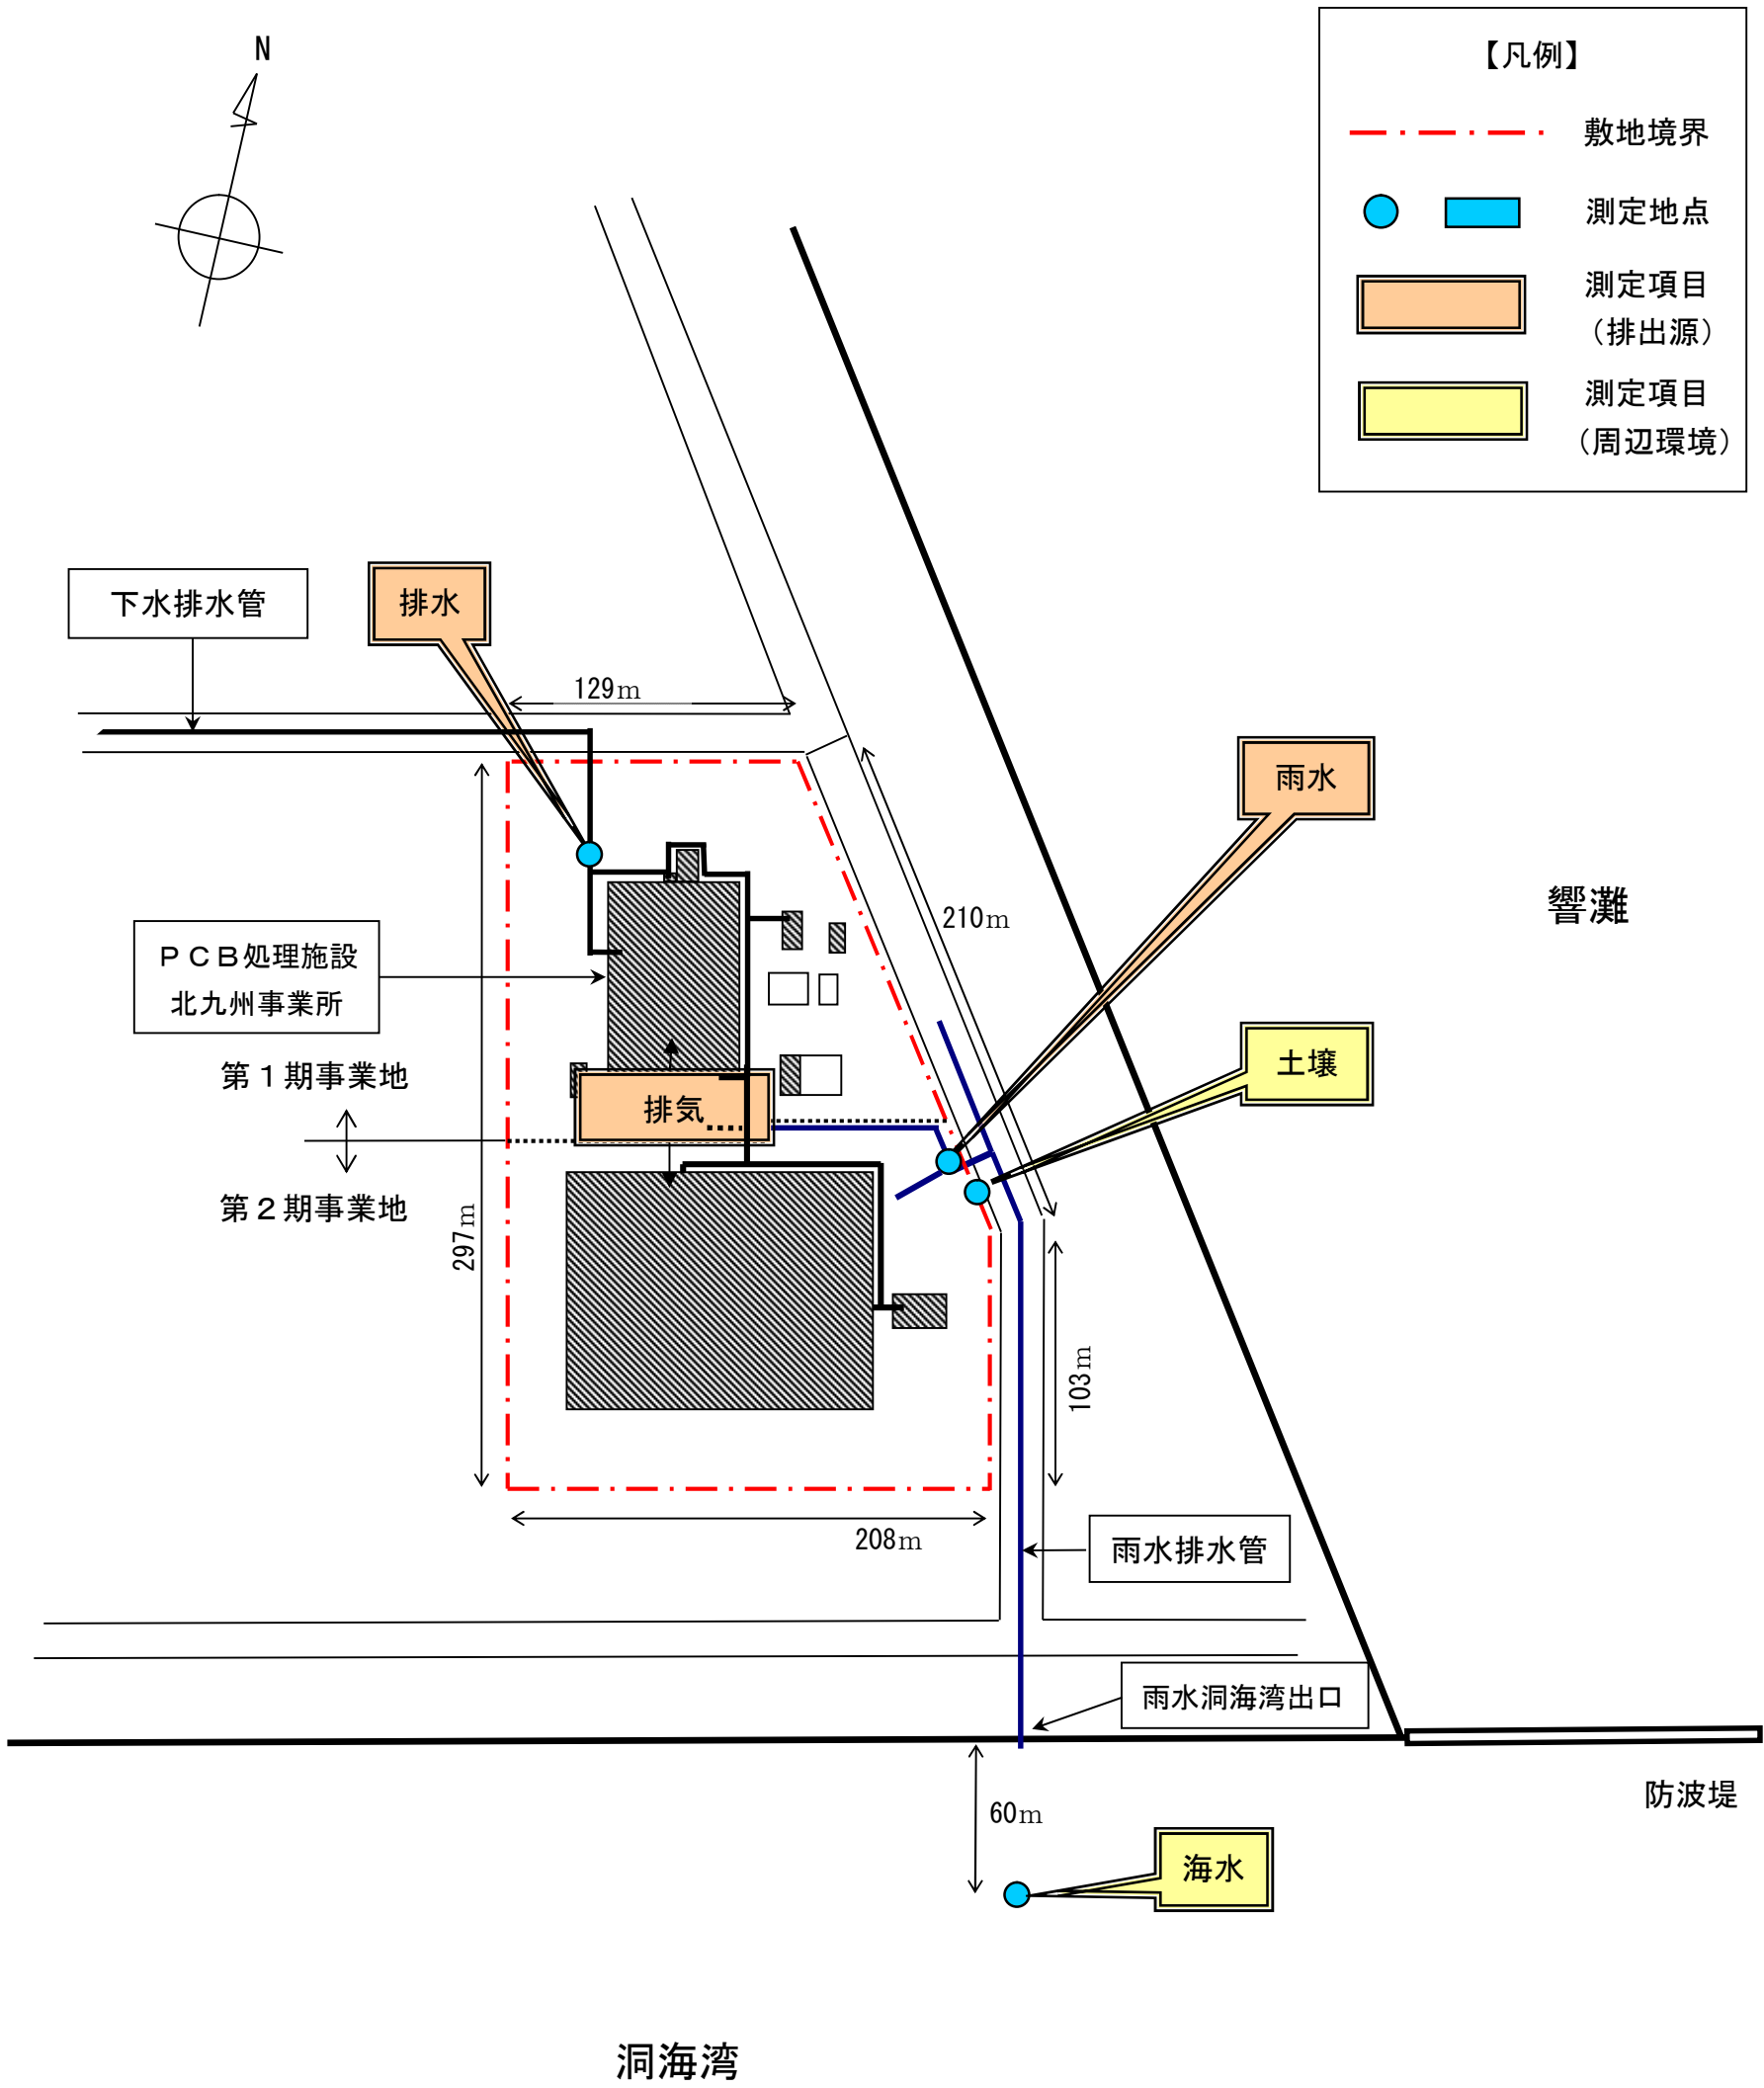 N
【凡例】
敷地境界
測定地点
測定項目
（排出源）
測定項目
（周辺環境）
下水排水管
排水
129m
雨水
響灘
210m
ＰＣＢ処理施設
北九州事業所
土壌
第１期事業地
排気
第２期事業地
297m
103m
208m
雨水排水管
雨水洞海湾出口
防波堤
60m
海水
洞海湾